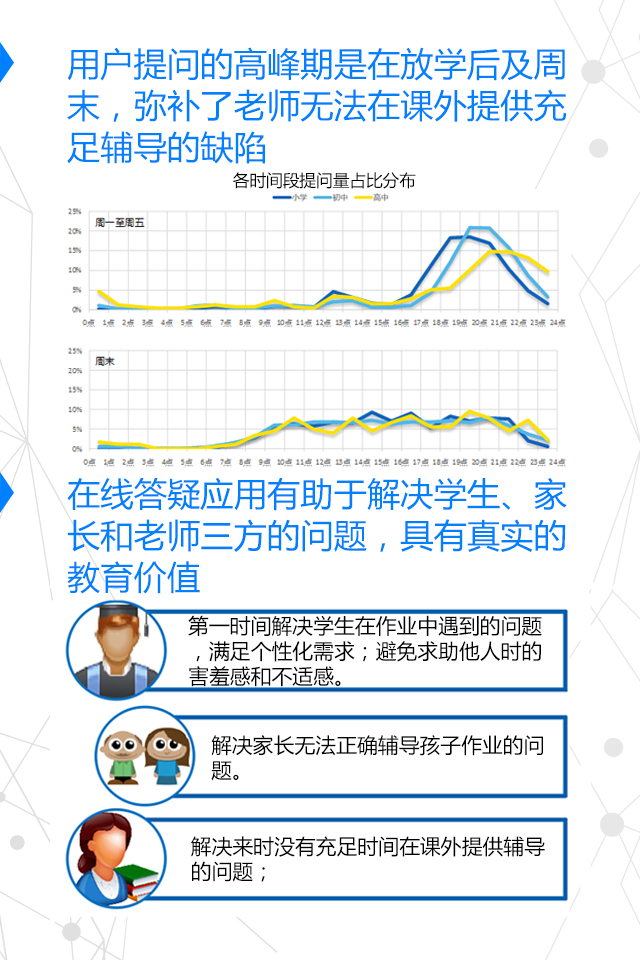 用户提问的高峰期是在放学后及周
末，弥补了老师无法在课外提供充
足辅导的缺陷
各时间段提问量占比分布
小学 初中 高中
周一至周五
25%
20%
15%
10%
5%
0%
0点 1点 2点 3点 4点 5点 6点 7点 8点 9点 10点 11点 12点 13点 14点 15点 16点 17点 18点 19点 20点 21点 22点 23点 24点
周末
25%
20%
15%
10%
5%
0%
0点 1点 2点 3点 4点 5点 6点 7点 8点 9点 10点 11点 12点 13点 14点 15点 16点 17点 18点 19点 20点 21点 22点 23点 24点
在线答疑应用有助于解决学生、家
长和老师三方的问题，具有真实的
教育价值
第一时间解决学生在作业中遇到的问题
，满足个性化需求；避免求助他人时的
害羞感和不适感。
解决家长无法正确辅导孩子作业的问
题。
解决来时没有充足时间在课外提供辅导
的问题；